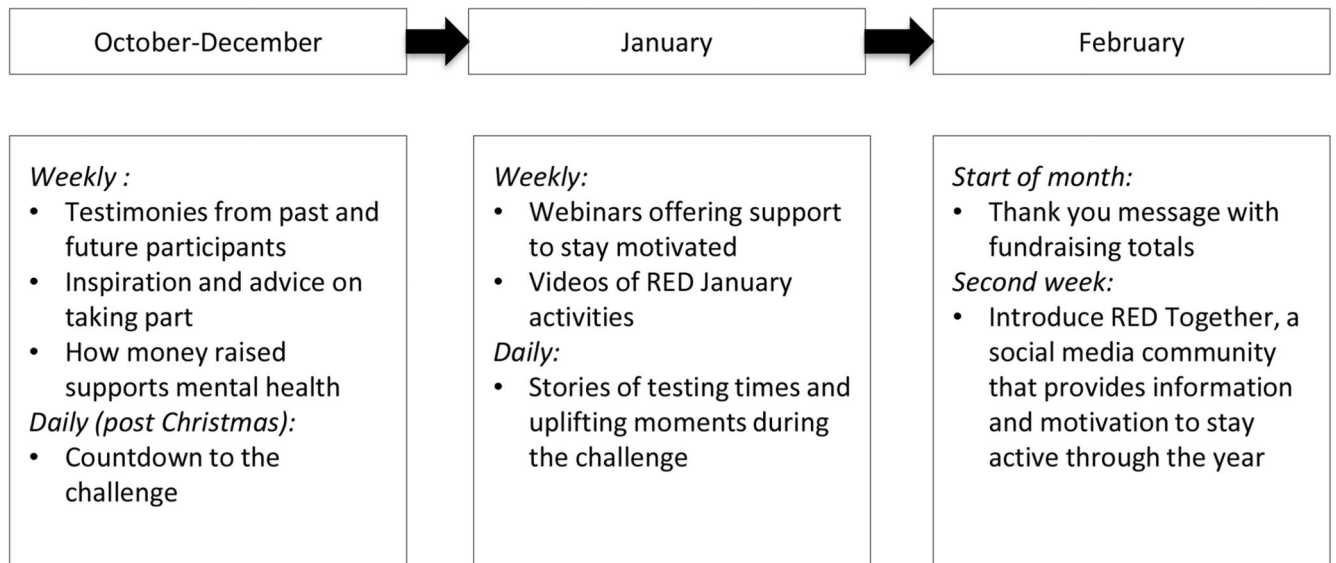 October-December
January
February
Weekly :
• Testimonies from past and
future participants
• Inspiration and advice on
taking part
• How money raised
supports mental health
Daily (post Christmas):
• Countdown to the
challenge
Weekly:
• Webinars offering support
to stay motivated
• Videos of RED January
activities
Daily:
• Stories of testing times and
uplifting moments during
the challenge
Start of month:
• Thank you message with
fundraising totals
Second week:
• Introduce RED Together, a
social media community
that provides information
and motivation to stay
active through the year